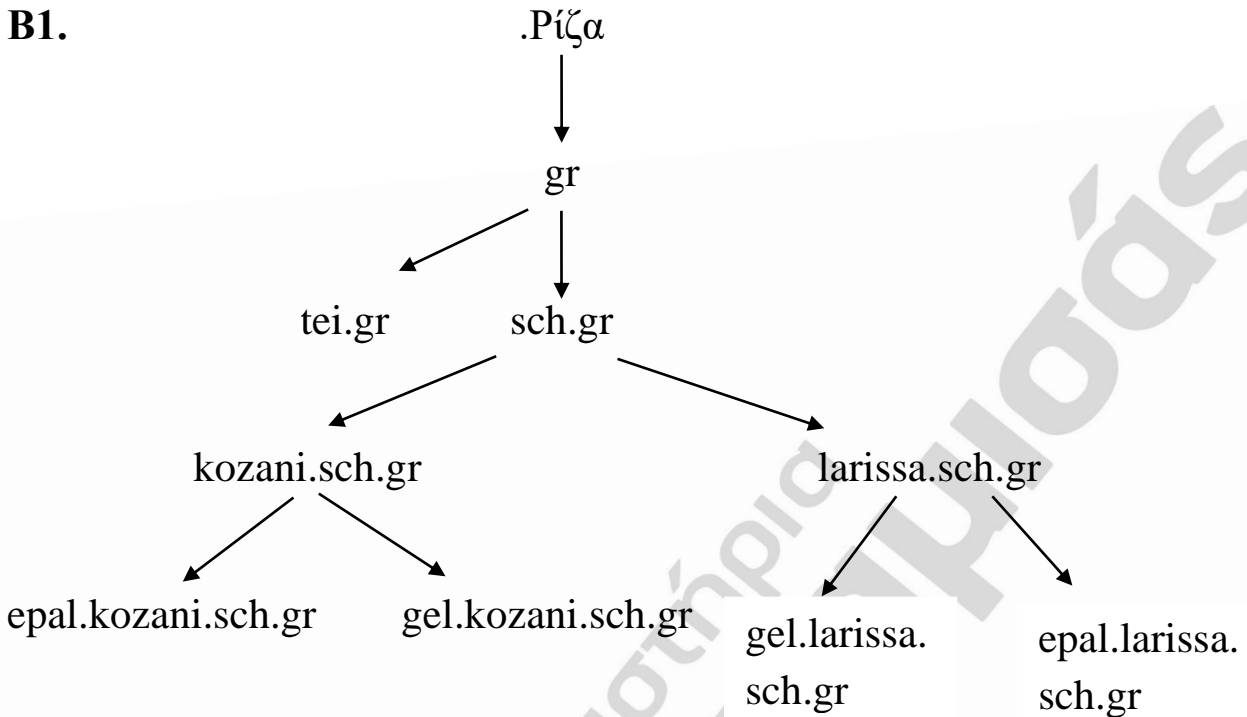 B1.
.Ρίζα
gr
tei.gr
sch.gr
kozani.sch.gr
larissa.sch.gr
epal.kozani.sch.gr
gel.kozani.sch.gr
gel.larissa.
sch.gr
epal.larissa.
sch.gr